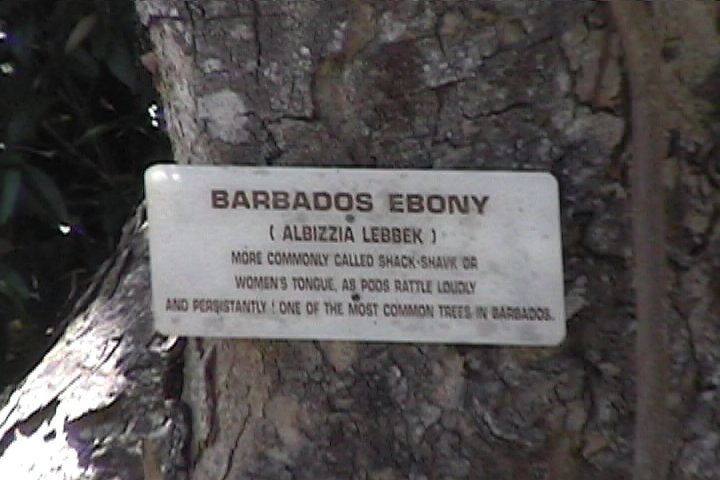 BARBADOS EBONY
( ALBIZZIA LEBBEK )
MORE COMMONLY CALLED SHACK-SHAVK OR
WOMEN'S TONGUE, AS PODS RATTLE LOUDLY
AND PERSISTANTLY ! ONE OF THE MOST COMMON TREES IN BARBADOS.